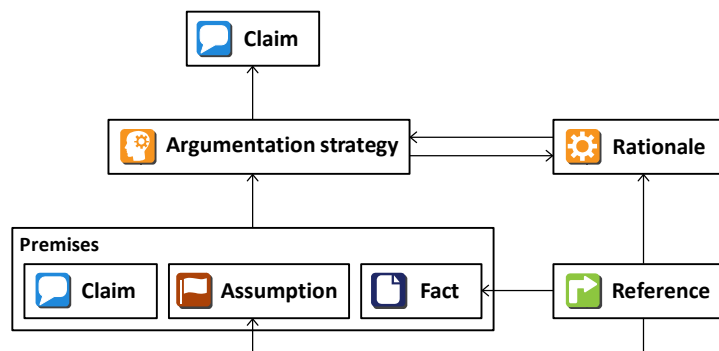 Claim
Argumentation strategy
Rationale
Premises
Claim
Assumption
Fact
Reference